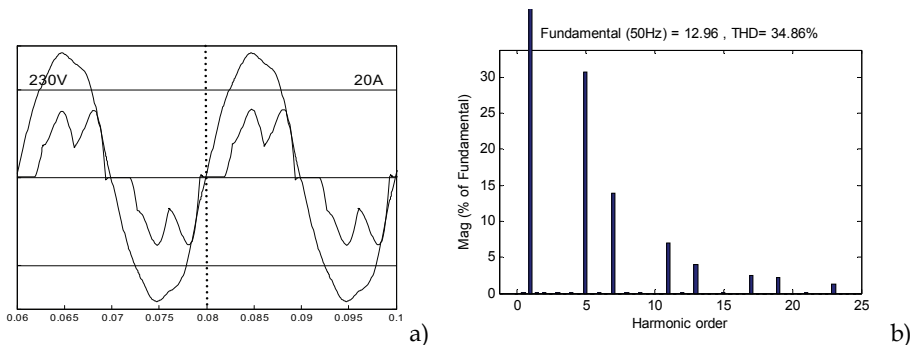 230V 20A
0.06 0.065 0.07 0.075 0.08 0.085 0.09 0.095 0.1
a)
Fundamental (50Hz) = 12.96 , THD= 34.86%
Mag (% of Fundamental)
30
25
20
15
10
5
0
0 5 10 15 20 25
Harmonic order
b)